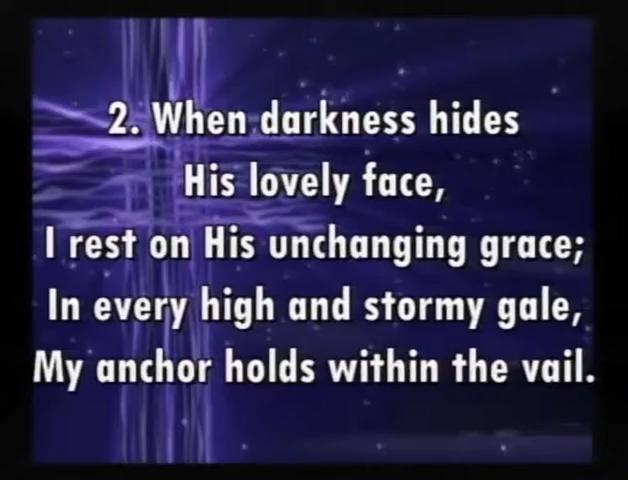 2. When darkness hides
His lovely face,
I rest on His unchanging grace;
In every high and stormy gale,
My anchor holds within the vail.